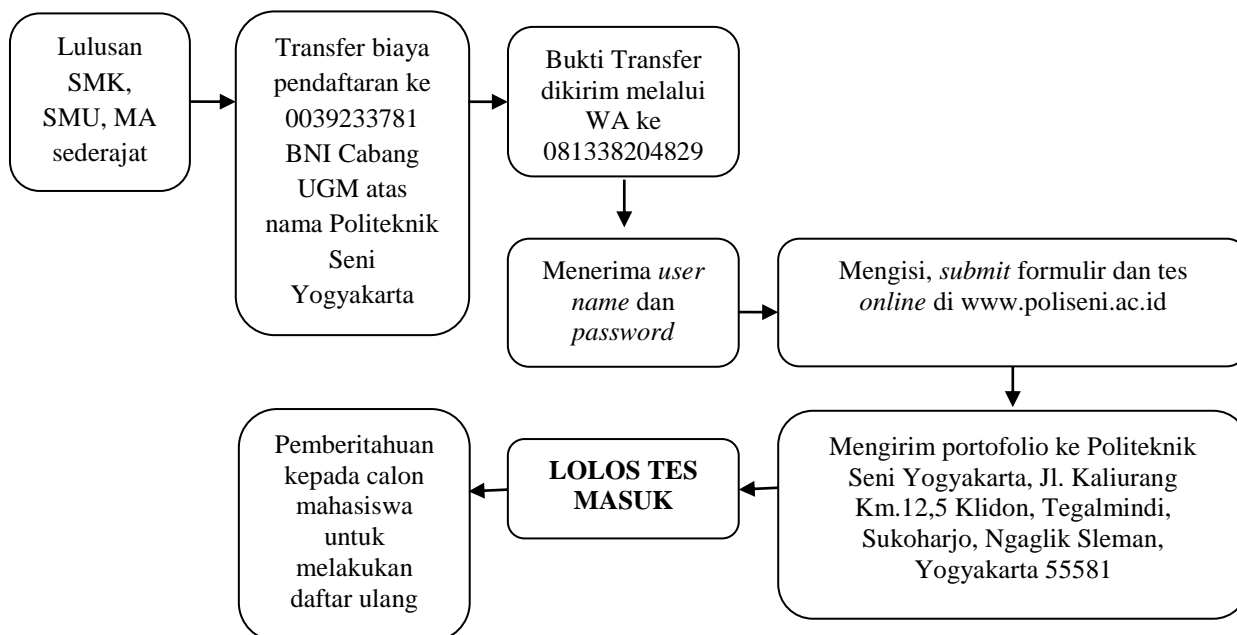 Lulusan
SMK,
SMU, MA
sederajat
Transfer biaya
pendaftaran ke
0039233781
BNI Cabang
UGM atas
nama Politeknik
Seni
Yogyakarta
Bukti Transfer
dikirim melalui
WA ke
081338204829
Menerima user
name dan
password
Mengisi, submit formulir dan tes
online di www.poliseni.ac.id
Mengirim portofolio ke Politeknik
Seni Yogyakarta, Jl. Kaliurang
Km.12,5 Klidon, Tegalmindi,
Sukoharjo, Ngaglik Sleman,
Yogyakarta 55581
LOLOS TES
MASUK
Pemberitahuan
kepada calon
mahasiswa
untuk
melakukan
daftar ulang